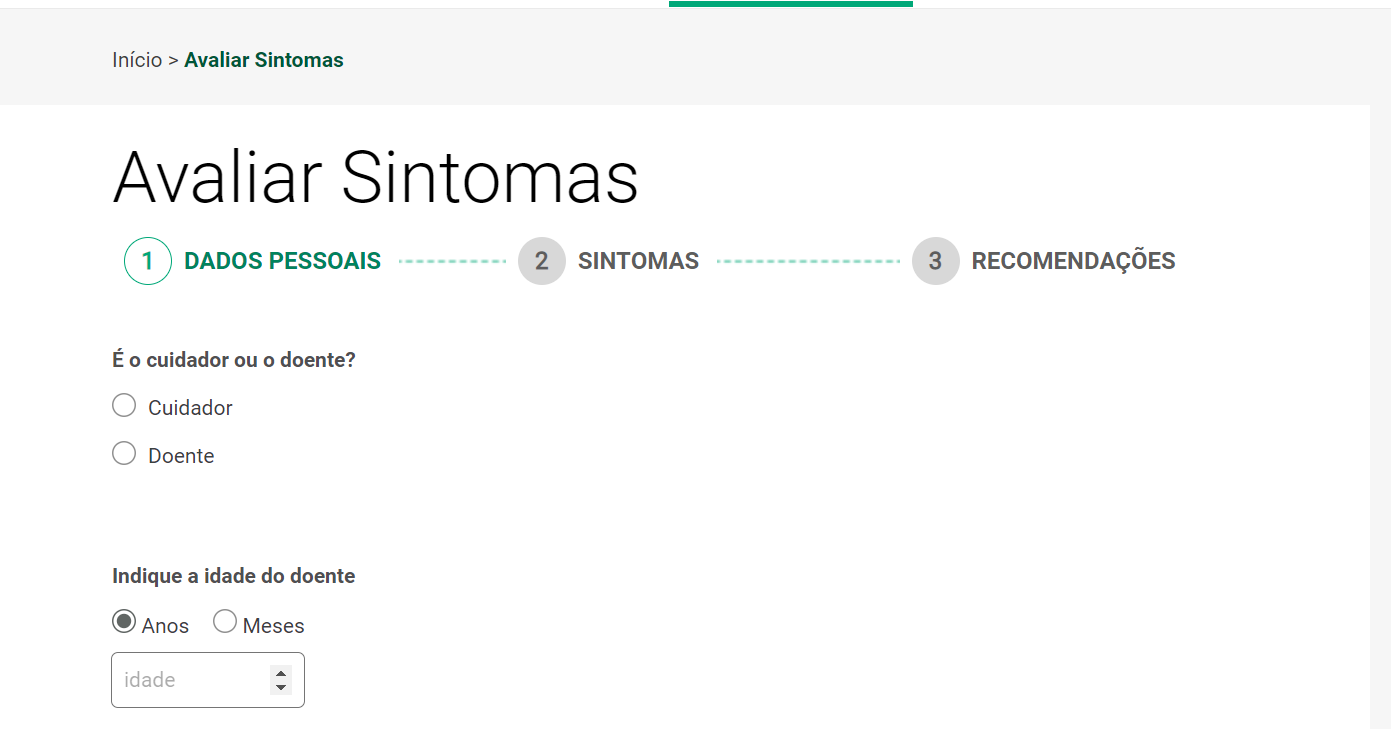 Início > Avaliar Sintomas
Avaliar Sintomas
1 DADOS PESSOAIS 2 SINTOMAS 3 RECOMENDAÇÕES
É o cuidador ou o doente?
Cuidador
Doente
Indique a idade do doente
Anos Meses
idade